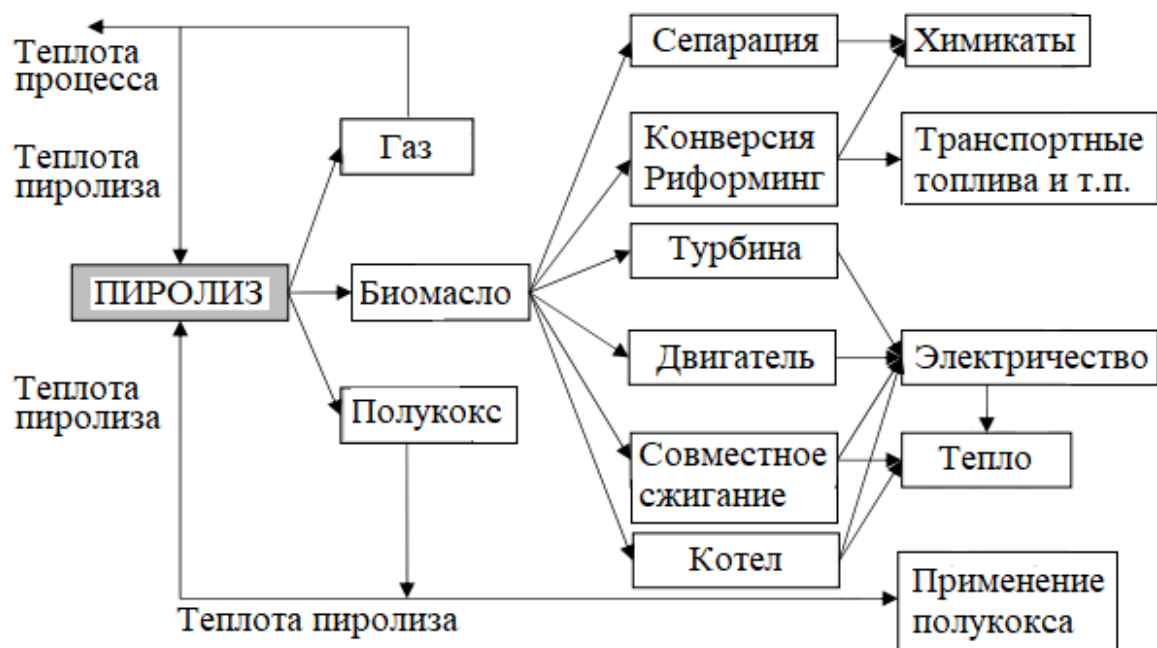 Теплота
процесса
Теплота
пиролиза
ПИРОЛИЗ
Теплота
пиролиза
Газ
Биомасло
Полукокс
Теплота пиролиза
Сепарация
Конверсия
Риформинг
Турбина
Двигатель
Совместное
сжигание
Котел
Химикаты
Транспортные
топлива и т.п.
Электричество
Тепло
Применение
полукокса